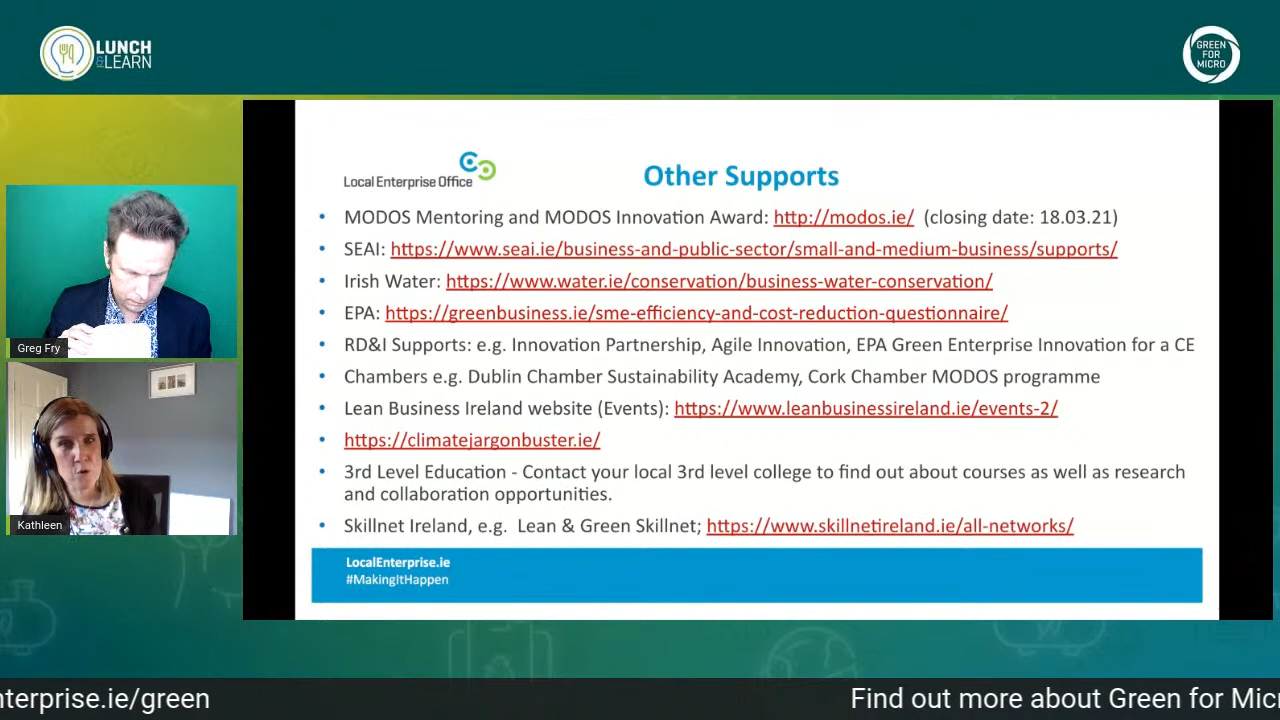 LUNCH
& LEARN
GREEN
FOR
MICRO
Local Enterprise Office
Other Supports
• MODOS Mentoring and MODOS Innovation Award: http://modos.ie/ (closing date: 18.03.21)
• SEAI: https://www.seai.ie/business-and-public-sector/small-and-medium-business/supports/
• Irish Water: https://www.water.ie/conservation/business-water-conservation/
• EPA: https://greenbusiness.ie/sme-efficiency-and-cost-reduction-questionnaire/
• RD&I Supports: e.g. Innovation Partnership, Agile Innovation, EPA Green Enterprise Innovation for a CE
• Chambers e.g. Dublin Chamber Sustainability Academy, Cork Chamber MODOS programme
• Lean Business Ireland website (Events): https://www.leanbusinessireland.ie/events-2/
• https://climatejargonbuster.ie/
• 3rd Level Education - Contact your local 3rd level college to find out about courses as well as research
and collaboration opportunities.
• Skillnet Ireland, e.g. Lean & Green Skillnet; https://www.skillnetireland.ie/all-networks/
LocalEnterprise.ie
#MakingItHappen
Greg Fry
Kathleen
nterprise.ie/green
Find out more about Green for Micr